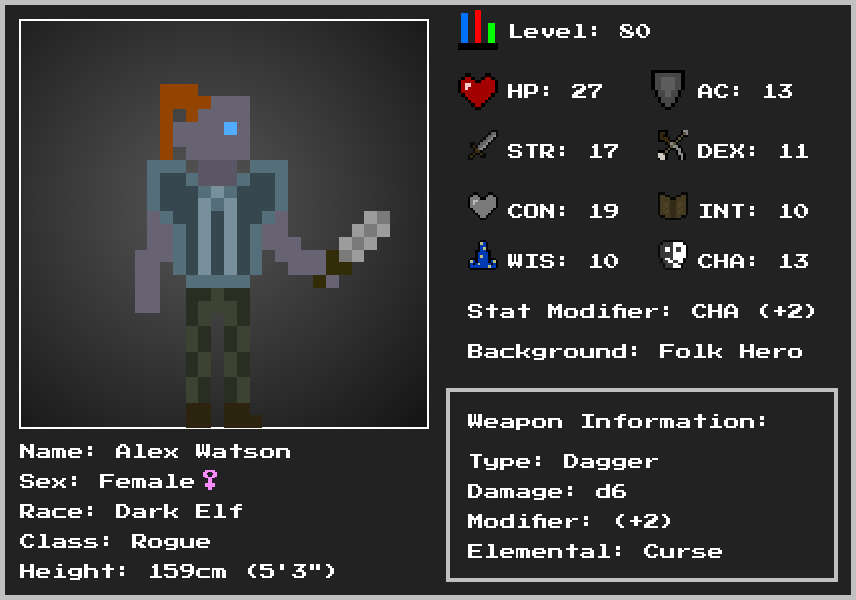 Level: 80
HP: 27 AC: 13
STR: 17 DEX: 11
CON: 19 INT: 10
WIS: 10 CHA: 13
Stat Modifier: CHA (+2)
Background: Folk Hero
Weapon Information:
Type: Dagger
Damage: d6
Modifier: (+2)
Elemental: Curse
Name: Alex Watson
Sex: Female♀
Race: Dark Elf
Class: Rogue
Height: 159cm (5'3")